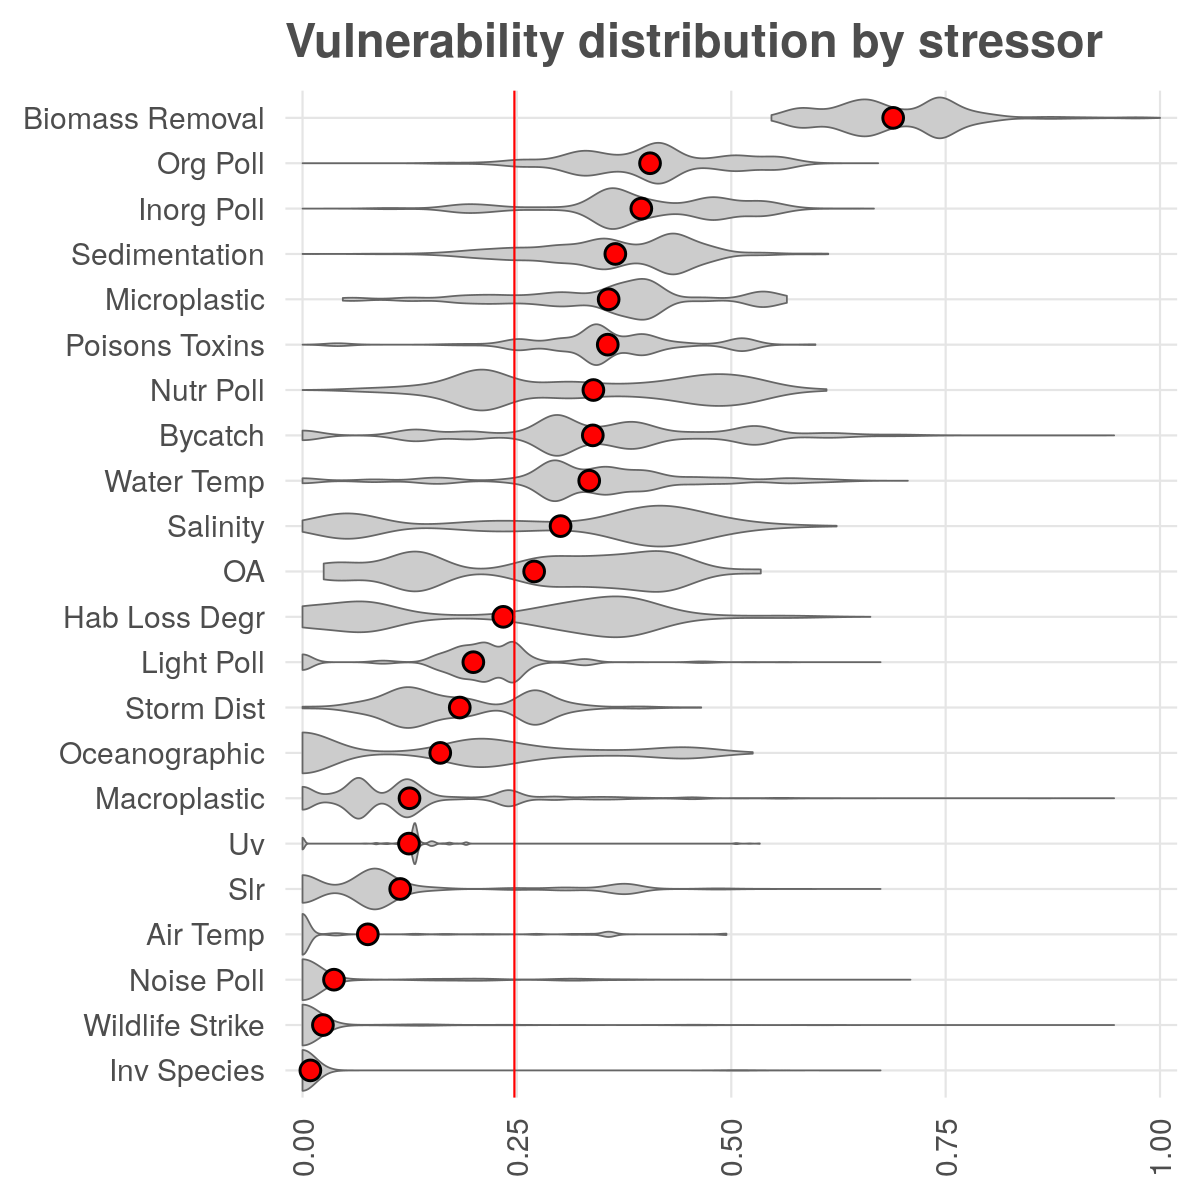 Vulnerability distribution by stressor
Biomass Removal
Org Poll
Inorg Poll
Sedimentation
Microplastic
Poisons Toxins
Nutr Poll
Bycatch
Water Temp
Salinity
OA
Hab Loss Degr
Light Poll
Storm Dist
Oceanographic
Macroplastic
Uv
Slr
Air Temp
Noise Poll
Wildlife Strike
Inv Species
0.00
0.25
0.50
0.75
1.00